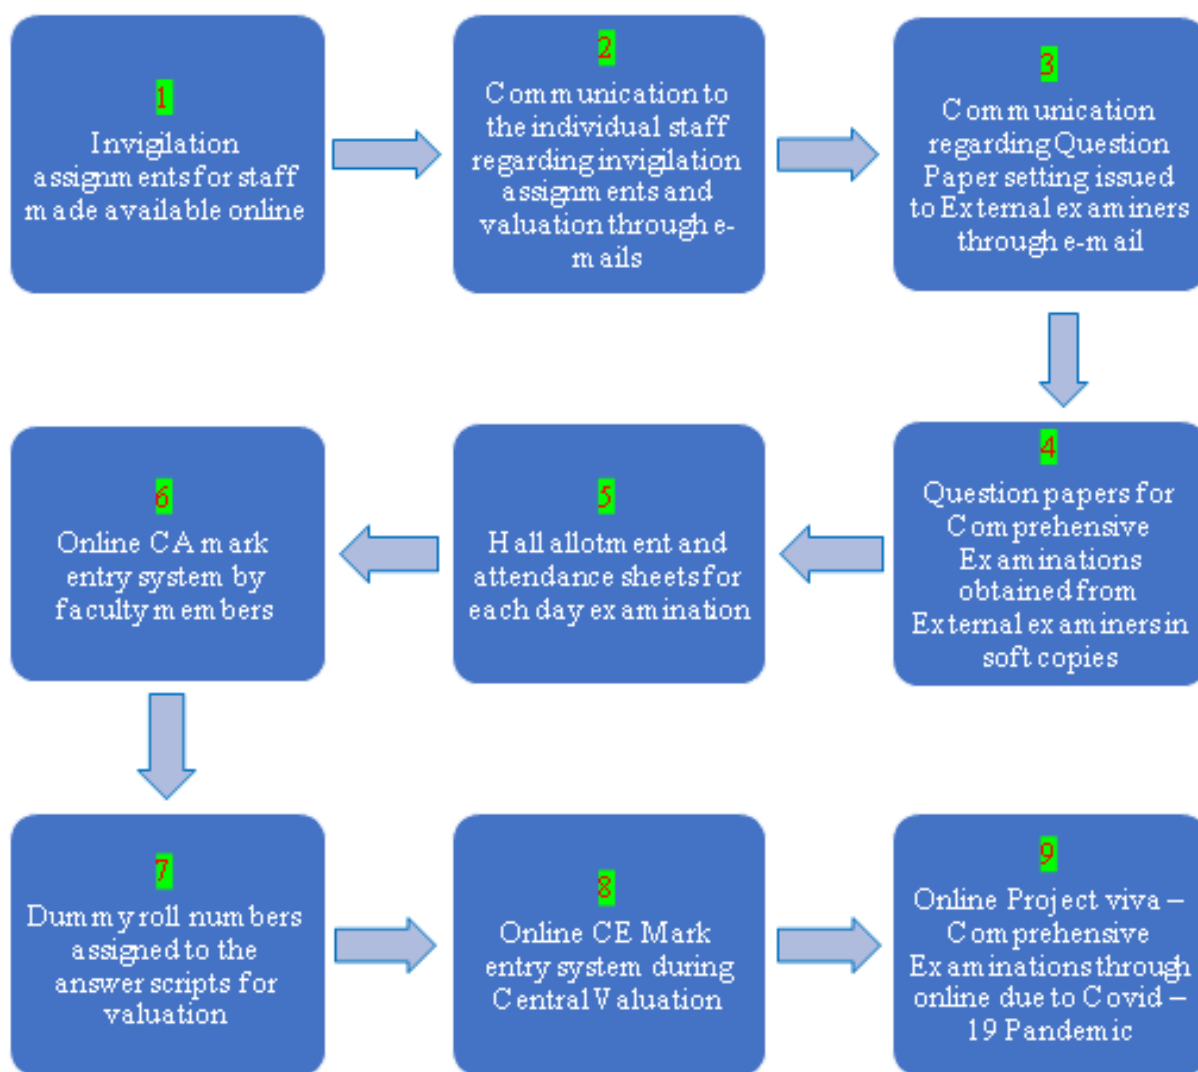 1
Invigilation
assignments for staff
made available online
2
Communication to
the individual staff
regarding invigilation
assignments and
valuation through e-
mails
3
Communication
regarding Question
Paper setting issued
to External examiners
through e-mail
4
Question papers for
Comprehensive
Examinations
obtained from
External examiners in
soft copies
5
Hall allotment and
attendance sheets for
each day examination
6
Online CA mark
entry system by
faculty members
7
Dummy roll numbers
assigned to the
answer scripts for
valuation
8
Online CE Mark
entry system during
Central Valuation
9
Online Project viva –
Comprehensive
Examinations through
online due to Covid –
19 Pandemic